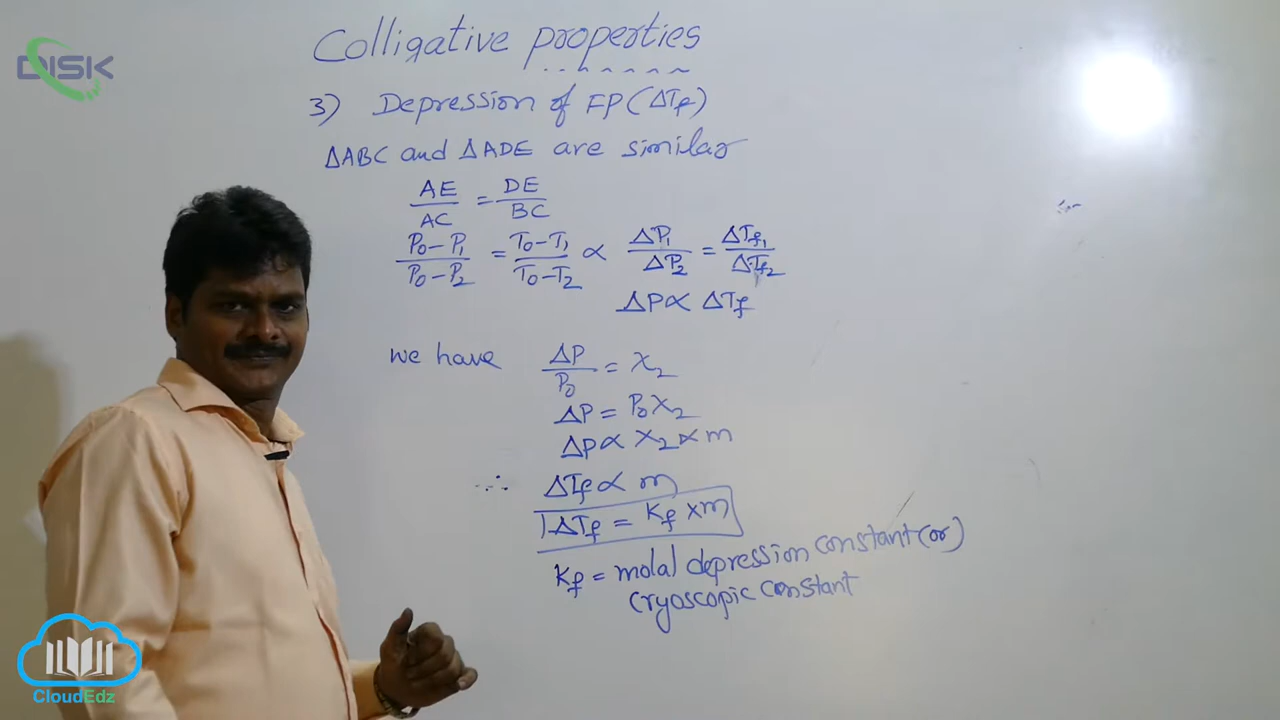 DISK
Colligative properties
3) Depression of FP (ΔTf)
ΔABC and ΔADE are similar
AE/AC = DE/BC
P0-P1/P0-P2 = T0-T1/T0-T2 ∝ ΔP1/ΔP2 = ΔTf1/ΔTf2
ΔP ∝ ΔTf
we have ΔP/P0 = X2
ΔP = P0X2
ΔP ∝ X2 ∝ m
∴ ΔTf ∝ m
ΔTf = Kf × m
Kf = molal depression constant (or)
cryoscopic constant
CloudEdz